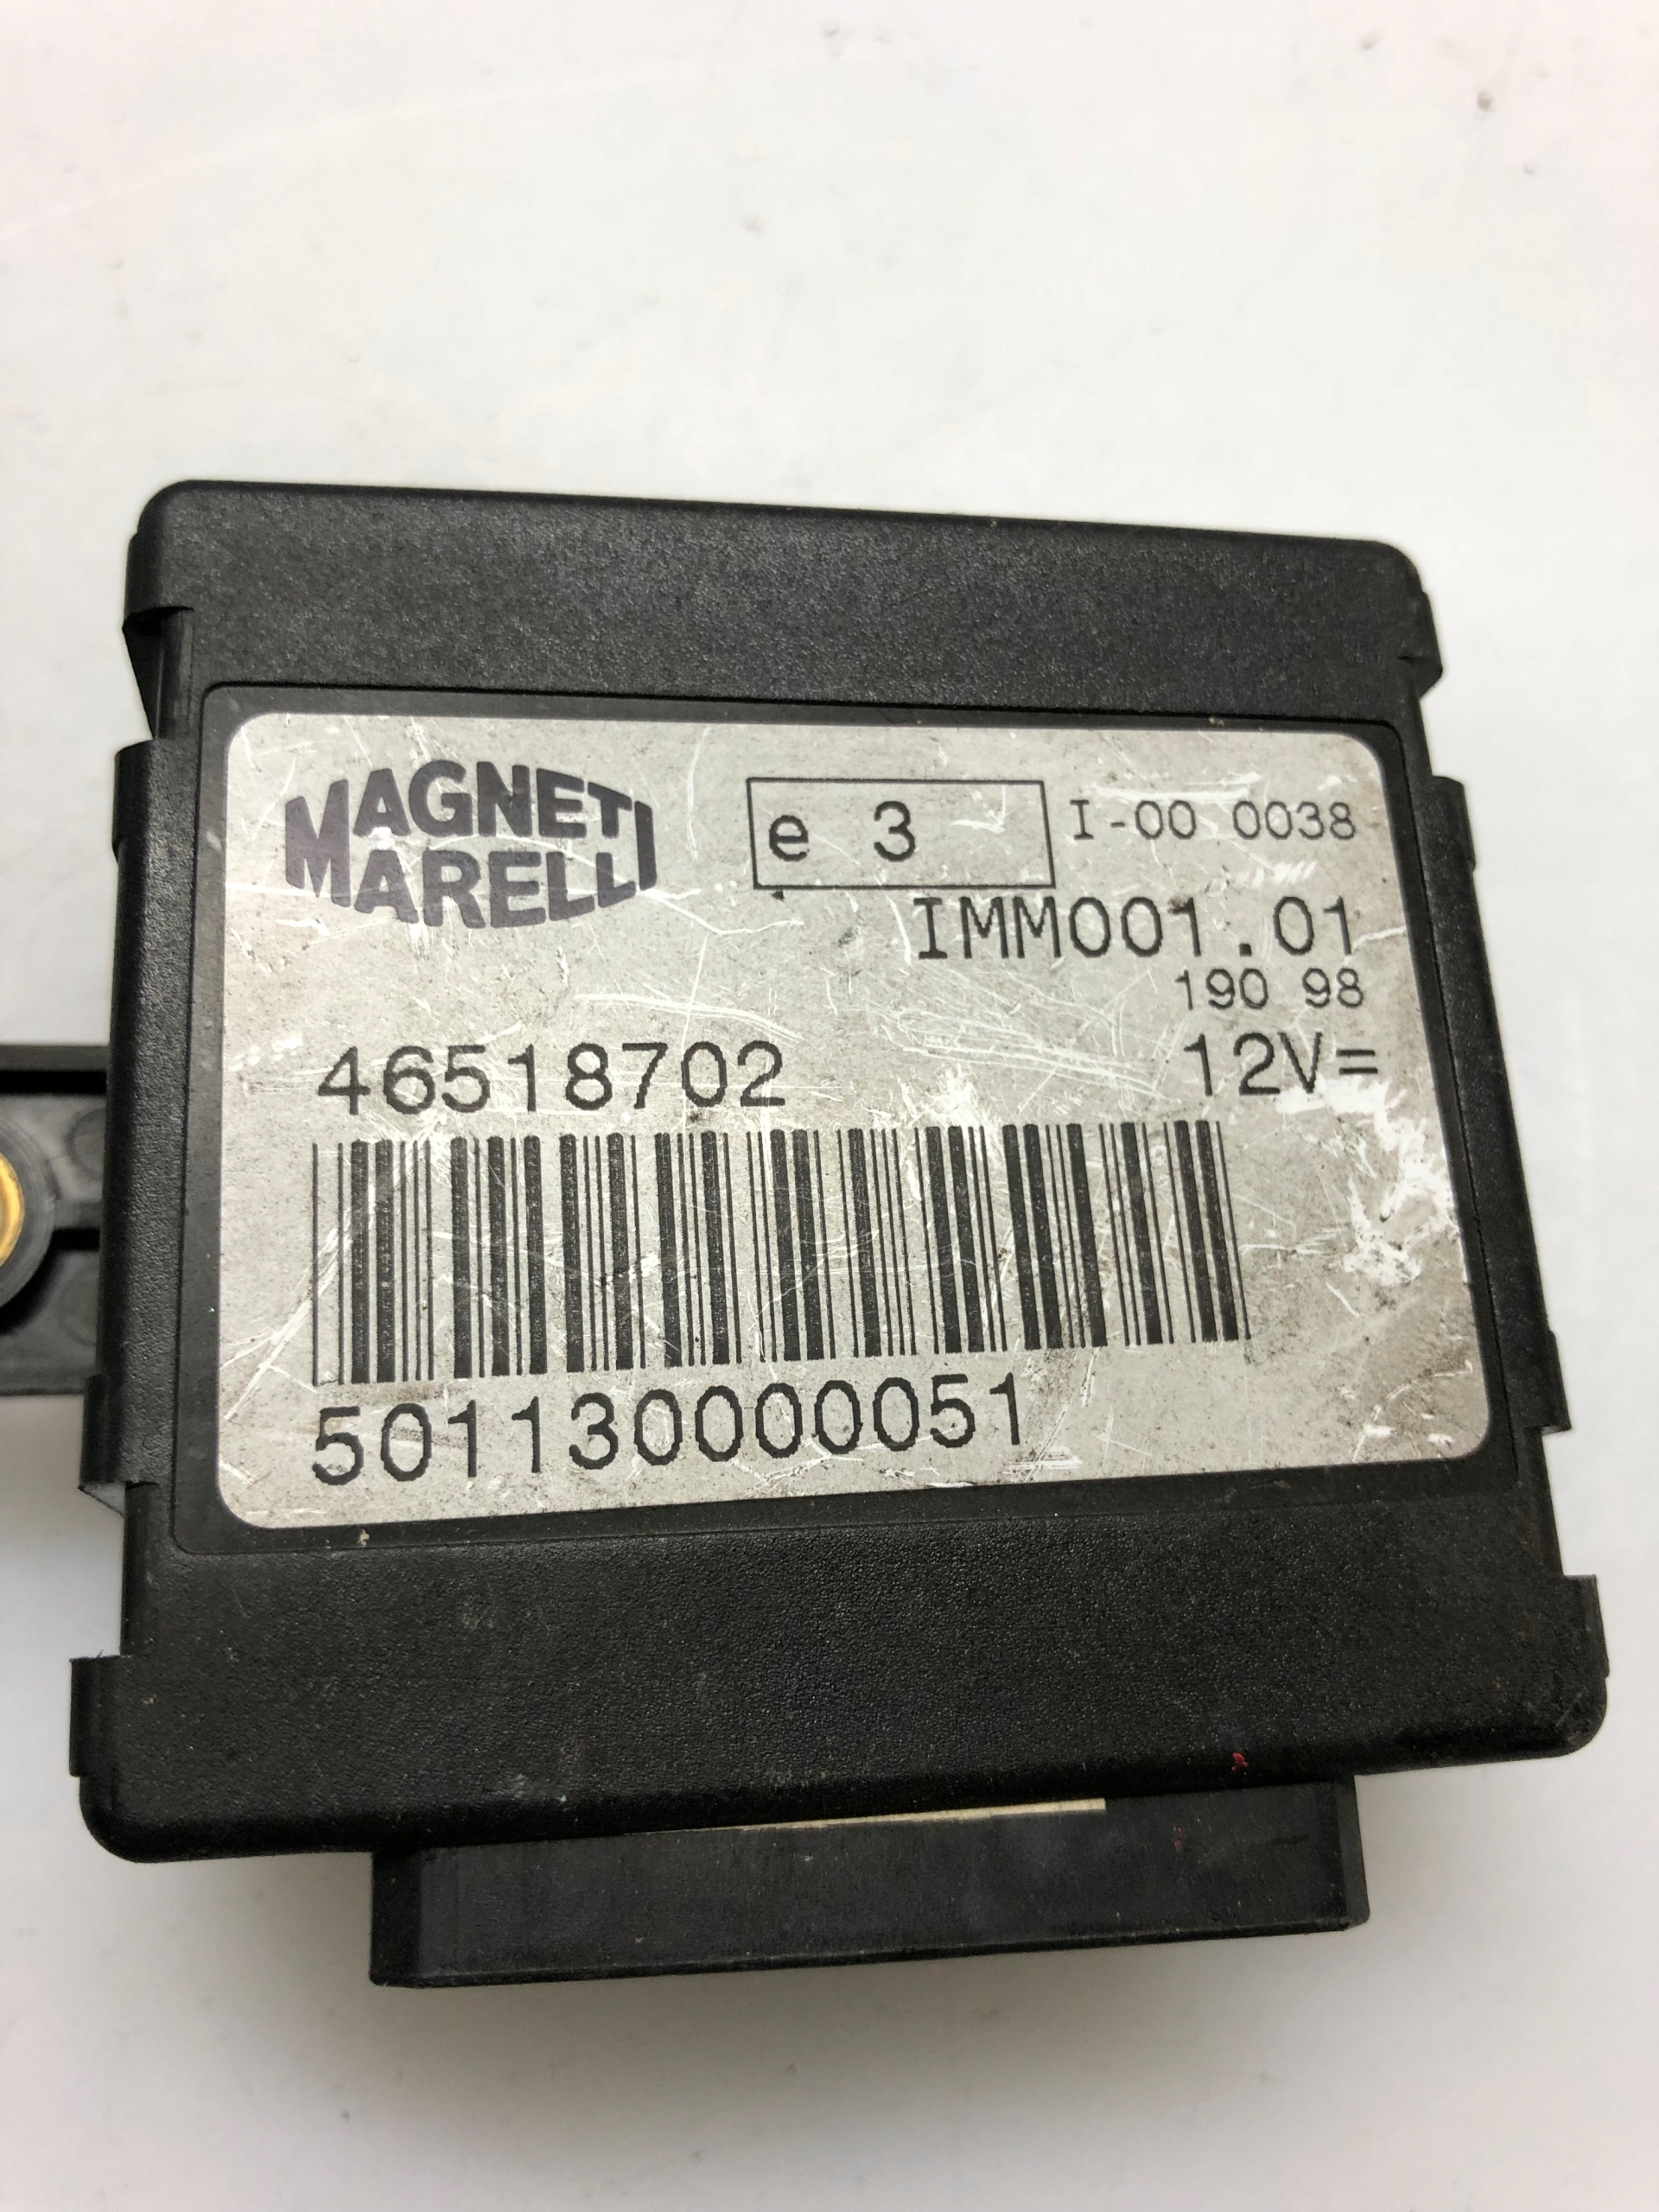 MAGNETI
MARELLI
e 3
I-00 0038
IMM001.01
190 98
46518702
12V=
501130000051